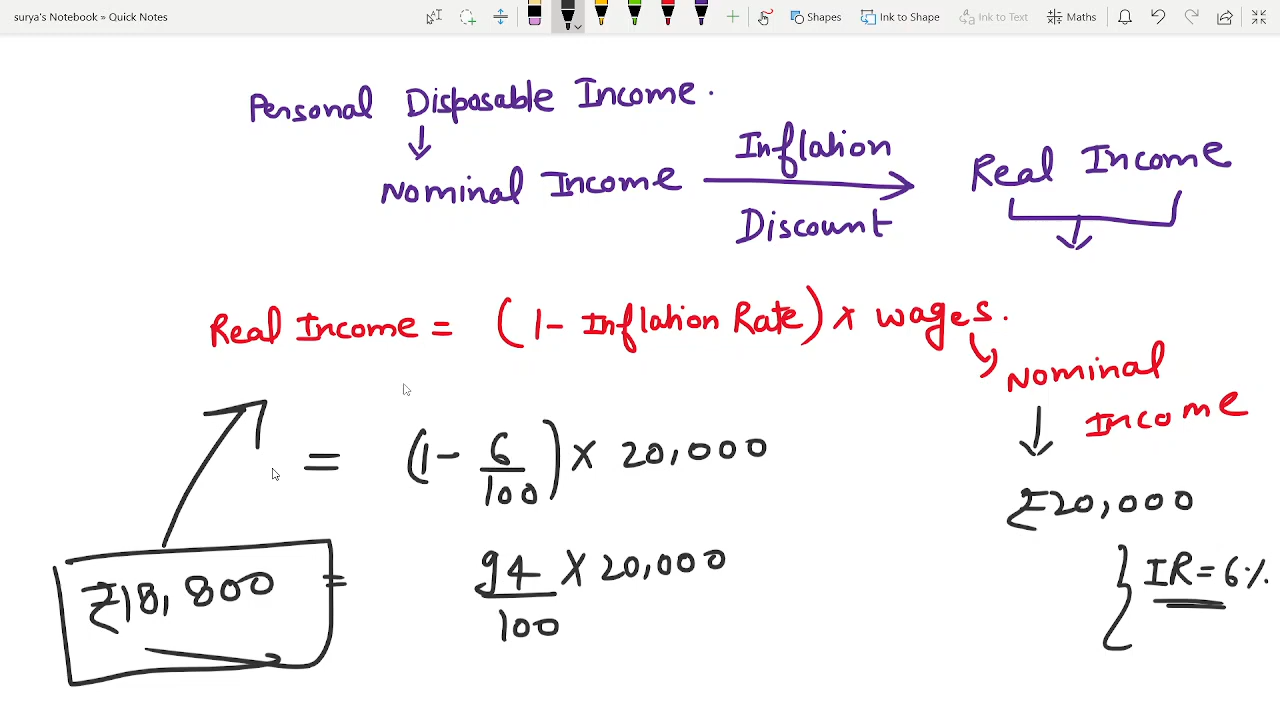 surya's Notebook » Quick Notes
Shapes Ink to Shape Ink to Text Maths
Personal Disposable Income.
↓
Nominal Income → Real Income
Inflation
Discount
↓
Real Income = (1 - Inflation Rate) × wages.
Nominal
Income
↓
= (1 - 6/100) × 20,000
₹20,000
₹18,800 = 94/100 × 20,000
{ IR = 6%